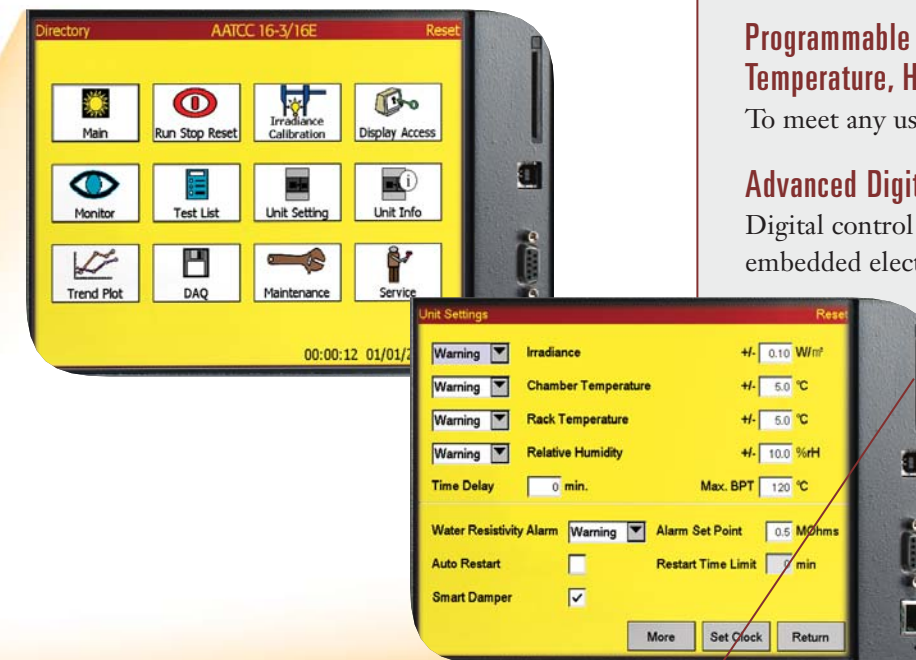 Directory AATCC 16-3/16E Reset
Main
Run Stop Reset
Irradiance
Calibration
Display Access
Monitor
Test List
Unit Setting
Unit Info
Trend Plot
DAQ
Maintenance
Service
00:00:12 01/01/2
Unit Settings Reset
Warning Irradiance +/- 0.10 W/m²
Warning Chamber Temperature +/- 5.0 °C
Warning Rack Temperature +/- 5.0 °C
Warning Relative Humidity +/- 10.0 %rH
Time Delay 0 min. Max. BPT 120 °C
Water Resistivity Alarm Warning Alarm Set Point 0.5 MOhms
Auto Restart Restart Time Limit 0 min
Smart Damper
More Set Clock Return
Programmable
Temperature, H
To meet any us
Advanced Digit
Digital control
embedded elect